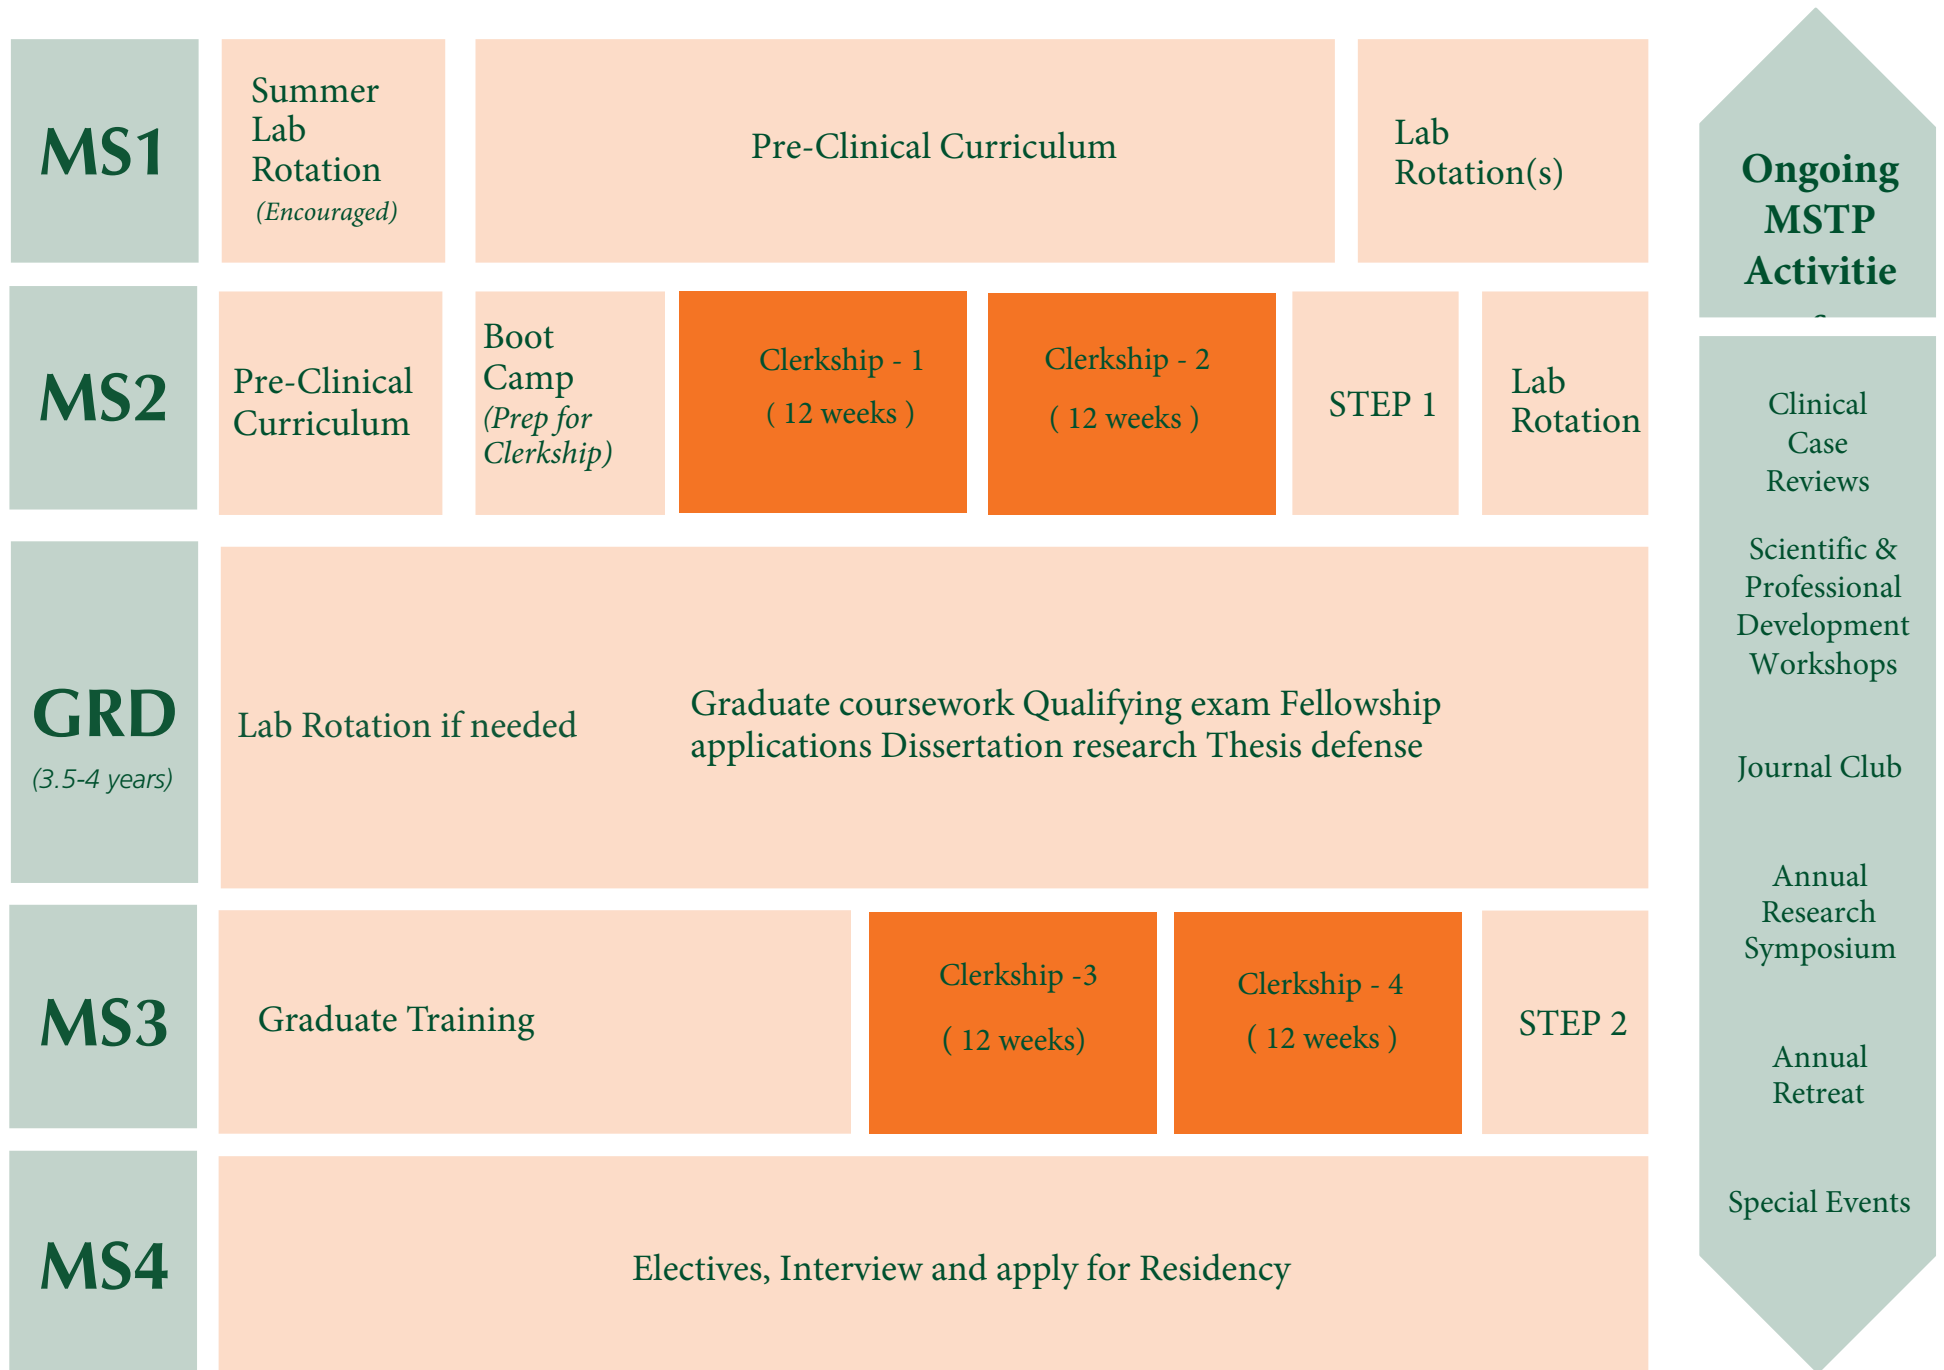 MS1
Summer
Lab
Rotation
(Encouraged)
Pre-Clinical Curriculum
Lab
Rotation(s)
MS2
Pre-Clinical
Curriculum
Boot
Camp
(Prep for
Clerkship)
Clerkship - 1
( 12 weeks )
Clerkship - 2
( 12 weeks )
STEP 1
Lab
Rotation
GRD
(3.5-4 years)
Lab Rotation if needed
Graduate coursework Qualifying exam Fellowship
applications Dissertation research Thesis defense
MS3
Graduate Training
Clerkship -3
( 12 weeks)
Clerkship - 4
( 12 weeks )
STEP 2
MS4
Electives, Interview and apply for Residency
Ongoing
MSTP
Activitie
s
Clinical
Case
Reviews
Scientific &
Professional
Development
Workshops
Journal Club
Annual
Research
Symposium
Annual
Retreat
Special Events